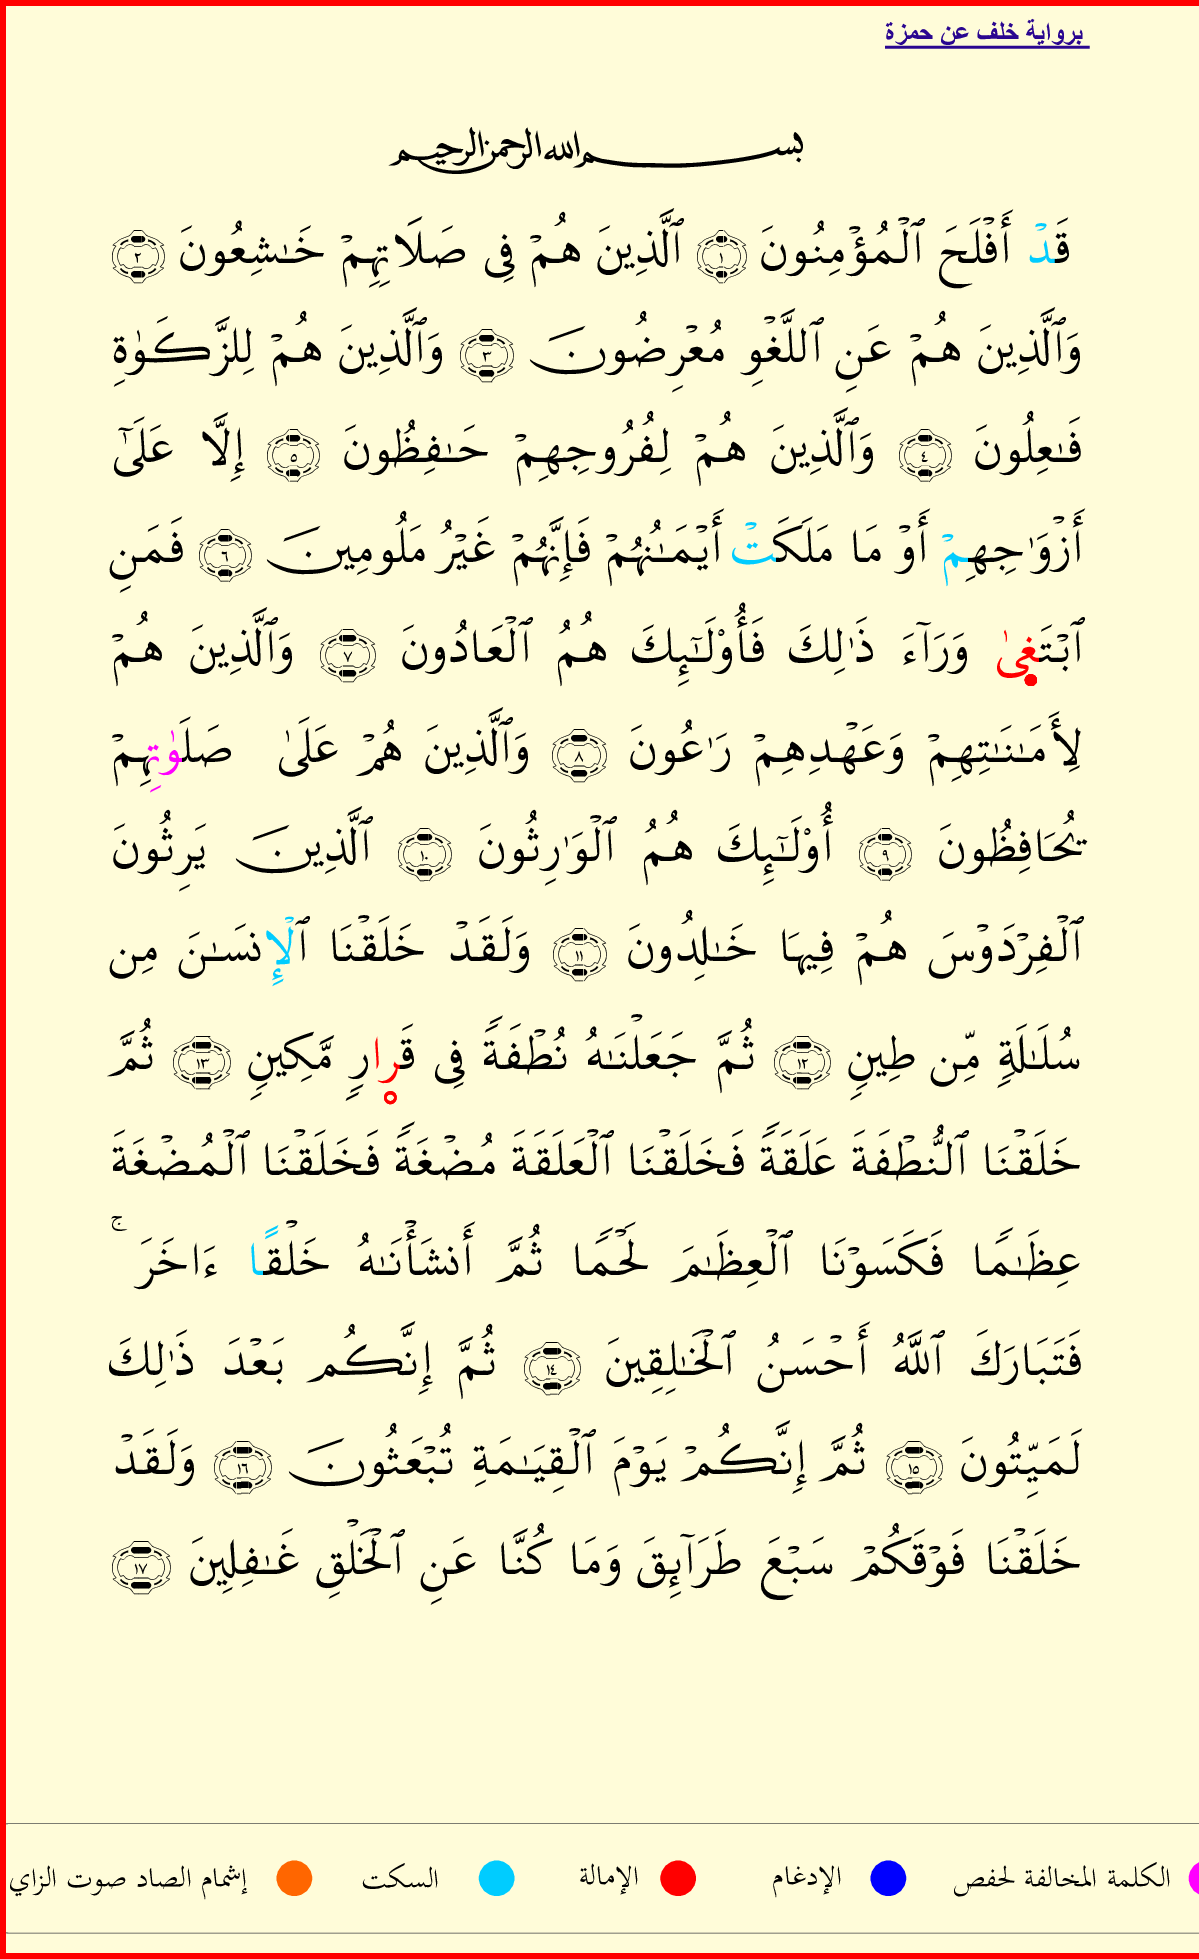 برواية خلف عن حمزة
بسم الله الرحمن الرحيم
قَدْ أَفْلَحَ ٱلْمُؤْمِنُونَ ١ ٱلَّذِينَ هُمْ فِى صَلَاتِهِمْ خَـٰشِعُونَ ٢
وَٱلَّذِينَ هُمْ عَنِ ٱللَّغْوِ مُعْرِضُونَ ٣ وَٱلَّذِينَ هُمْ لِلزَّكَوٰةِ
فَـٰعِلُونَ ٤ وَٱلَّذِينَ هُمْ لِفُرُوجِهِمْ حَـٰفِظُونَ ٥ إِلَّا عَلَىٰٓ
أَزْوَٰجِهِمْ أَوْ مَا مَلَكَتْ أَيْمَـٰنُهُمْ فَإِنَّهُمْ غَيْرُ مَلُومِينَ ٦ فَمَنِ
ٱبْتَغِىٰ وَرَآءَ ذَٰلِكَ فَأُو۟لَـٰٓئِكَ هُمُ ٱلْعَادُونَ ٧ وَٱلَّذِينَ هُمْ
لِأَمَـٰنَـٰتِهِمْ وَعَهْدِهِمْ رَٰعُونَ ٨ وَٱلَّذِينَ هُمْ عَلَىٰ صَلَوٰتِهِمْ
يُحَافِظُونَ ٩ أُو۟لَـٰٓئِكَ هُمُ ٱلْوَٰرِثُونَ ١٠ ٱلَّذِينَ يَرِثُونَ
ٱلْفِرْدَوْسَ هُمْ فِيهَا خَـٰلِدُونَ ١١ وَلَقَدْ خَلَقْنَا ٱلْإِنسَـٰنَ مِن
سُلَـٰلَةٍ مِّن طِينٍ ١٢ ثُمَّ جَعَلْنَـٰهُ نُطْفَةً فِى قَرِارٍ مَّكِينٍ ١٣ ثُمَّ
خَلَقْنَا ٱلنُّطْفَةَ عَلَقَةً فَخَلَقْنَا ٱلْعَلَقَةَ مُضْغَةً فَخَلَقْنَا ٱلْمُضْغَةَ
عِظَـٰمًا فَكَسَوْنَا ٱلْعِظَـٰمَ لَحْمًا ثُمَّ أَنشَأْنَـٰهُ خَلْقًا ءَاخَرَ ۚ
فَتَبَارَكَ ٱللَّهُ أَحْسَنُ ٱلْخَـٰلِقِينَ ١٤ ثُمَّ إِنَّكُم بَعْدَ ذَٰلِكَ
لَمَيِّتُونَ ١٥ ثُمَّ إِنَّكُمْ يَوْمَ ٱلْقِيَـٰمَةِ تُبْعَثُونَ ١٦ وَلَقَدْ
خَلَقْنَا فَوْقَكُمْ سَبْعَ طَرَآئِقَ وَمَا كُنَّا عَنِ ٱلْخَلْقِ غَـٰفِلِينَ ١٧
الكلمة المخالفة لحفص الإدغام الإمالة السكت إشمام الصاد صوت الزاي